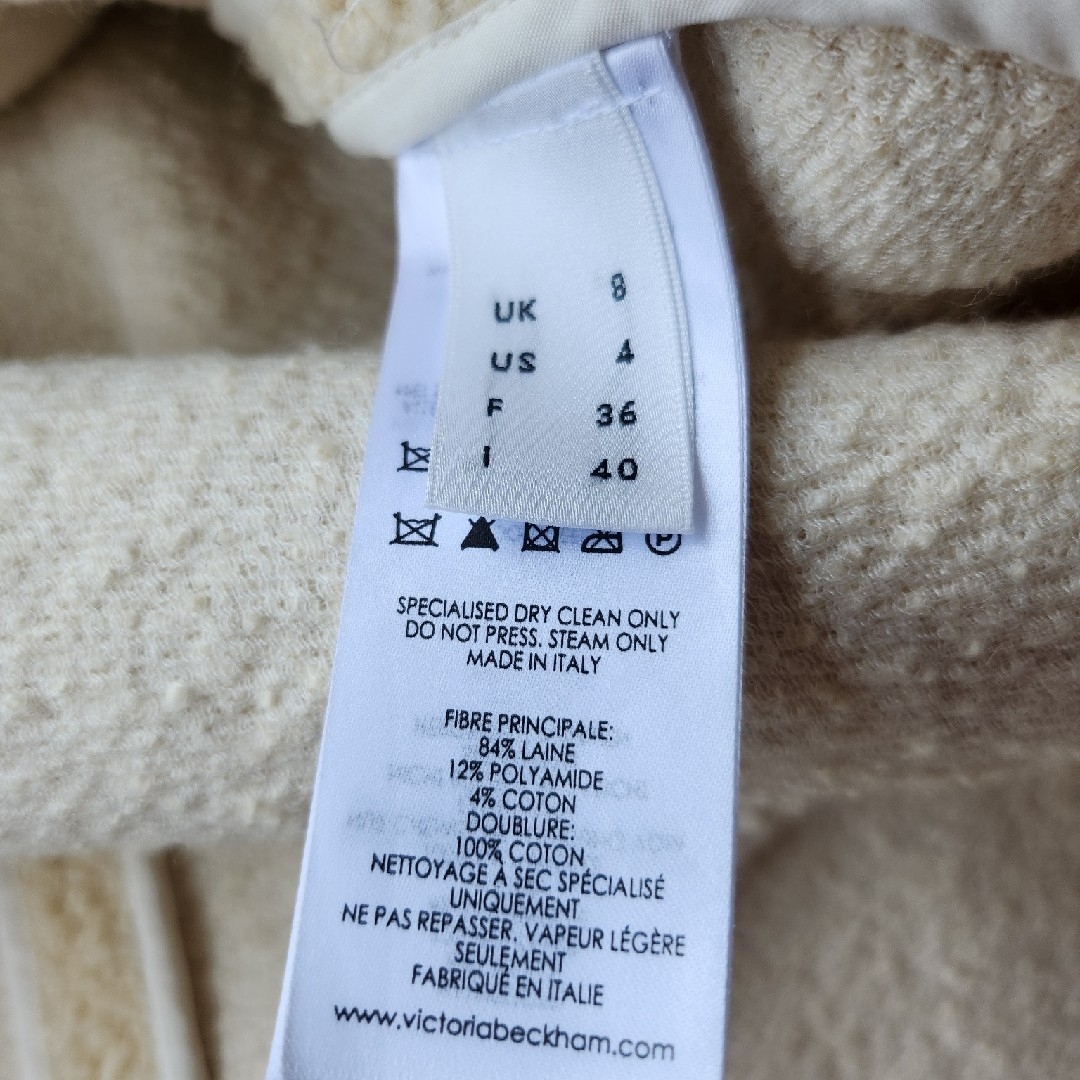 UK 8
US 4
F 36
I 40
P
SPECIALISED DRY CLEAN ONLY
DO NOT PRESS. STEAM ONLY
MADE IN ITALY
FIBRE PRINCIPALE:
84% LAINE
12% POLYAMIDE
4% COTON
DOUBLURE:
100% COTON
NETTOYAGE À SEC SPÉCIALISÉ
UNIQUEMENT
NE PAS REPASSER. VAPEUR LÉGÈRE
SEULEMENT
FABRIQUÉ EN ITALIE
www.victoriabeckham.com